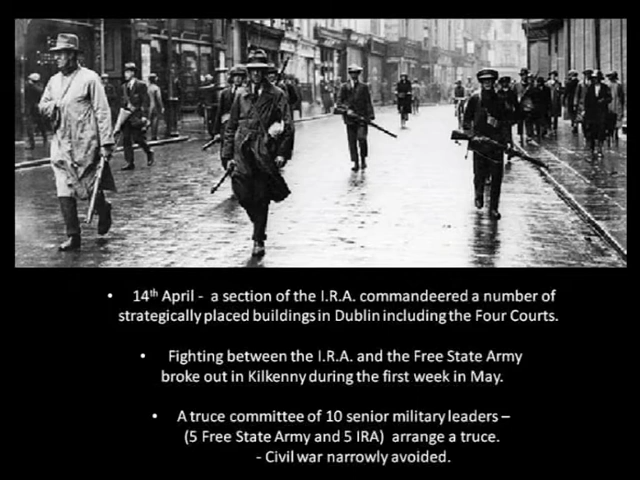 • 14th April - a section of the I.R.A. commandeered a number of
strategically placed buildings in Dublin including the Four Courts.
• Fighting between the I.R.A. and the Free State Army
broke out in Kilkenny during the first week in May.
• A truce committee of 10 senior military leaders –
(5 Free State Army and 5 IRA) arrange a truce.
- Civil war narrowly avoided.